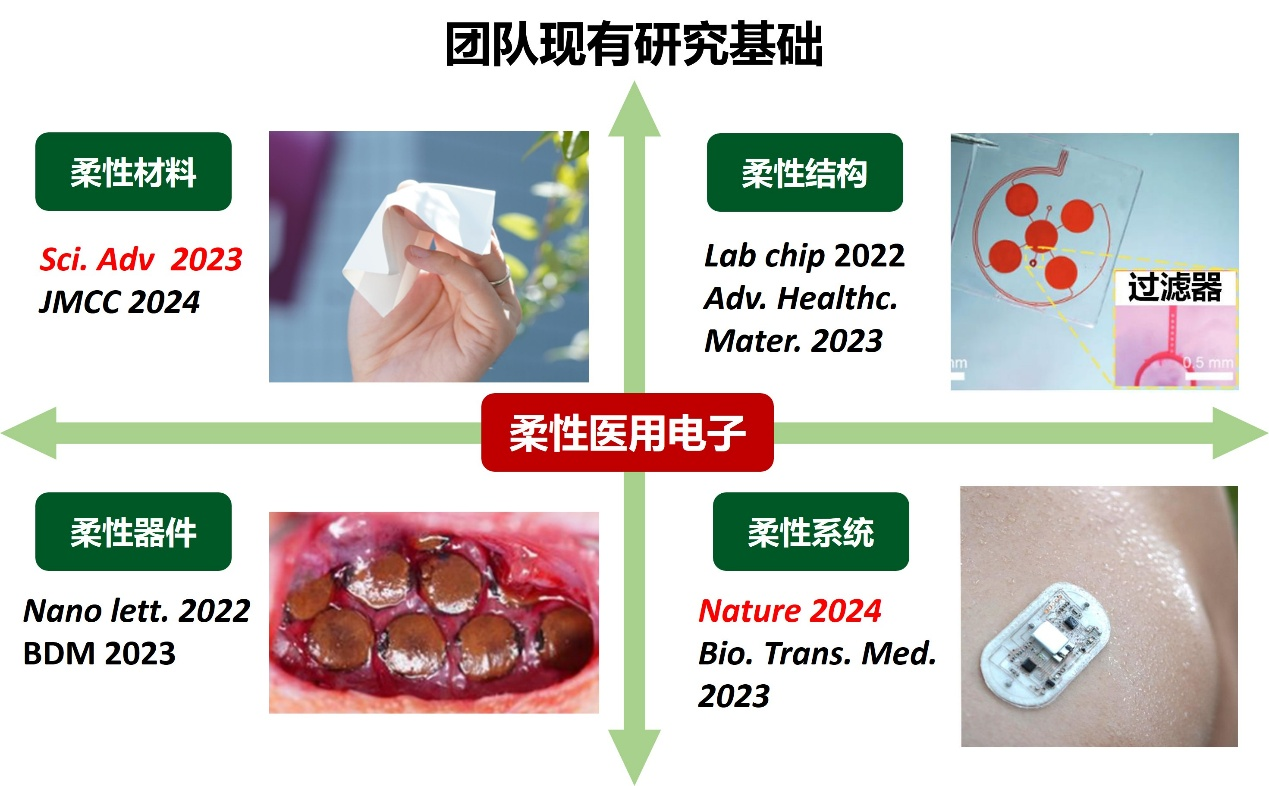 团队现有研究基础
柔性材料
Sci. Adv 2023
JMCC 2024
柔性结构
Lab chip 2022
Adv. Healthc.
Mater. 2023
过滤器
0.5 mm
mm
柔性医用电子
柔性器件
Nano lett. 2022
BDM 2023
柔性系统
Nature 2024
Bio. Trans. Med.
2023